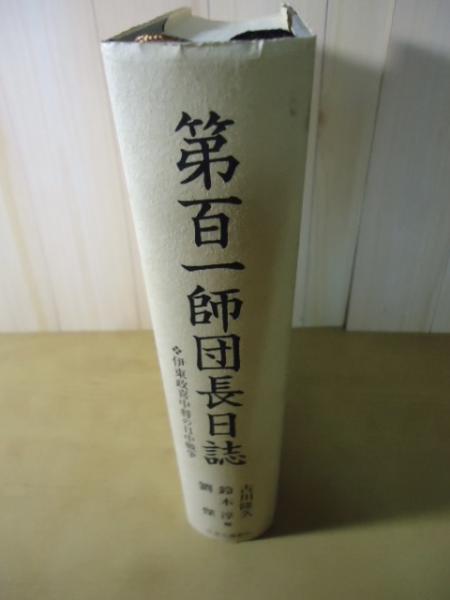 第百一師団長日誌
❖伊東政喜中将の日中戦争
古川隆久
鈴木淳 編
劉傑